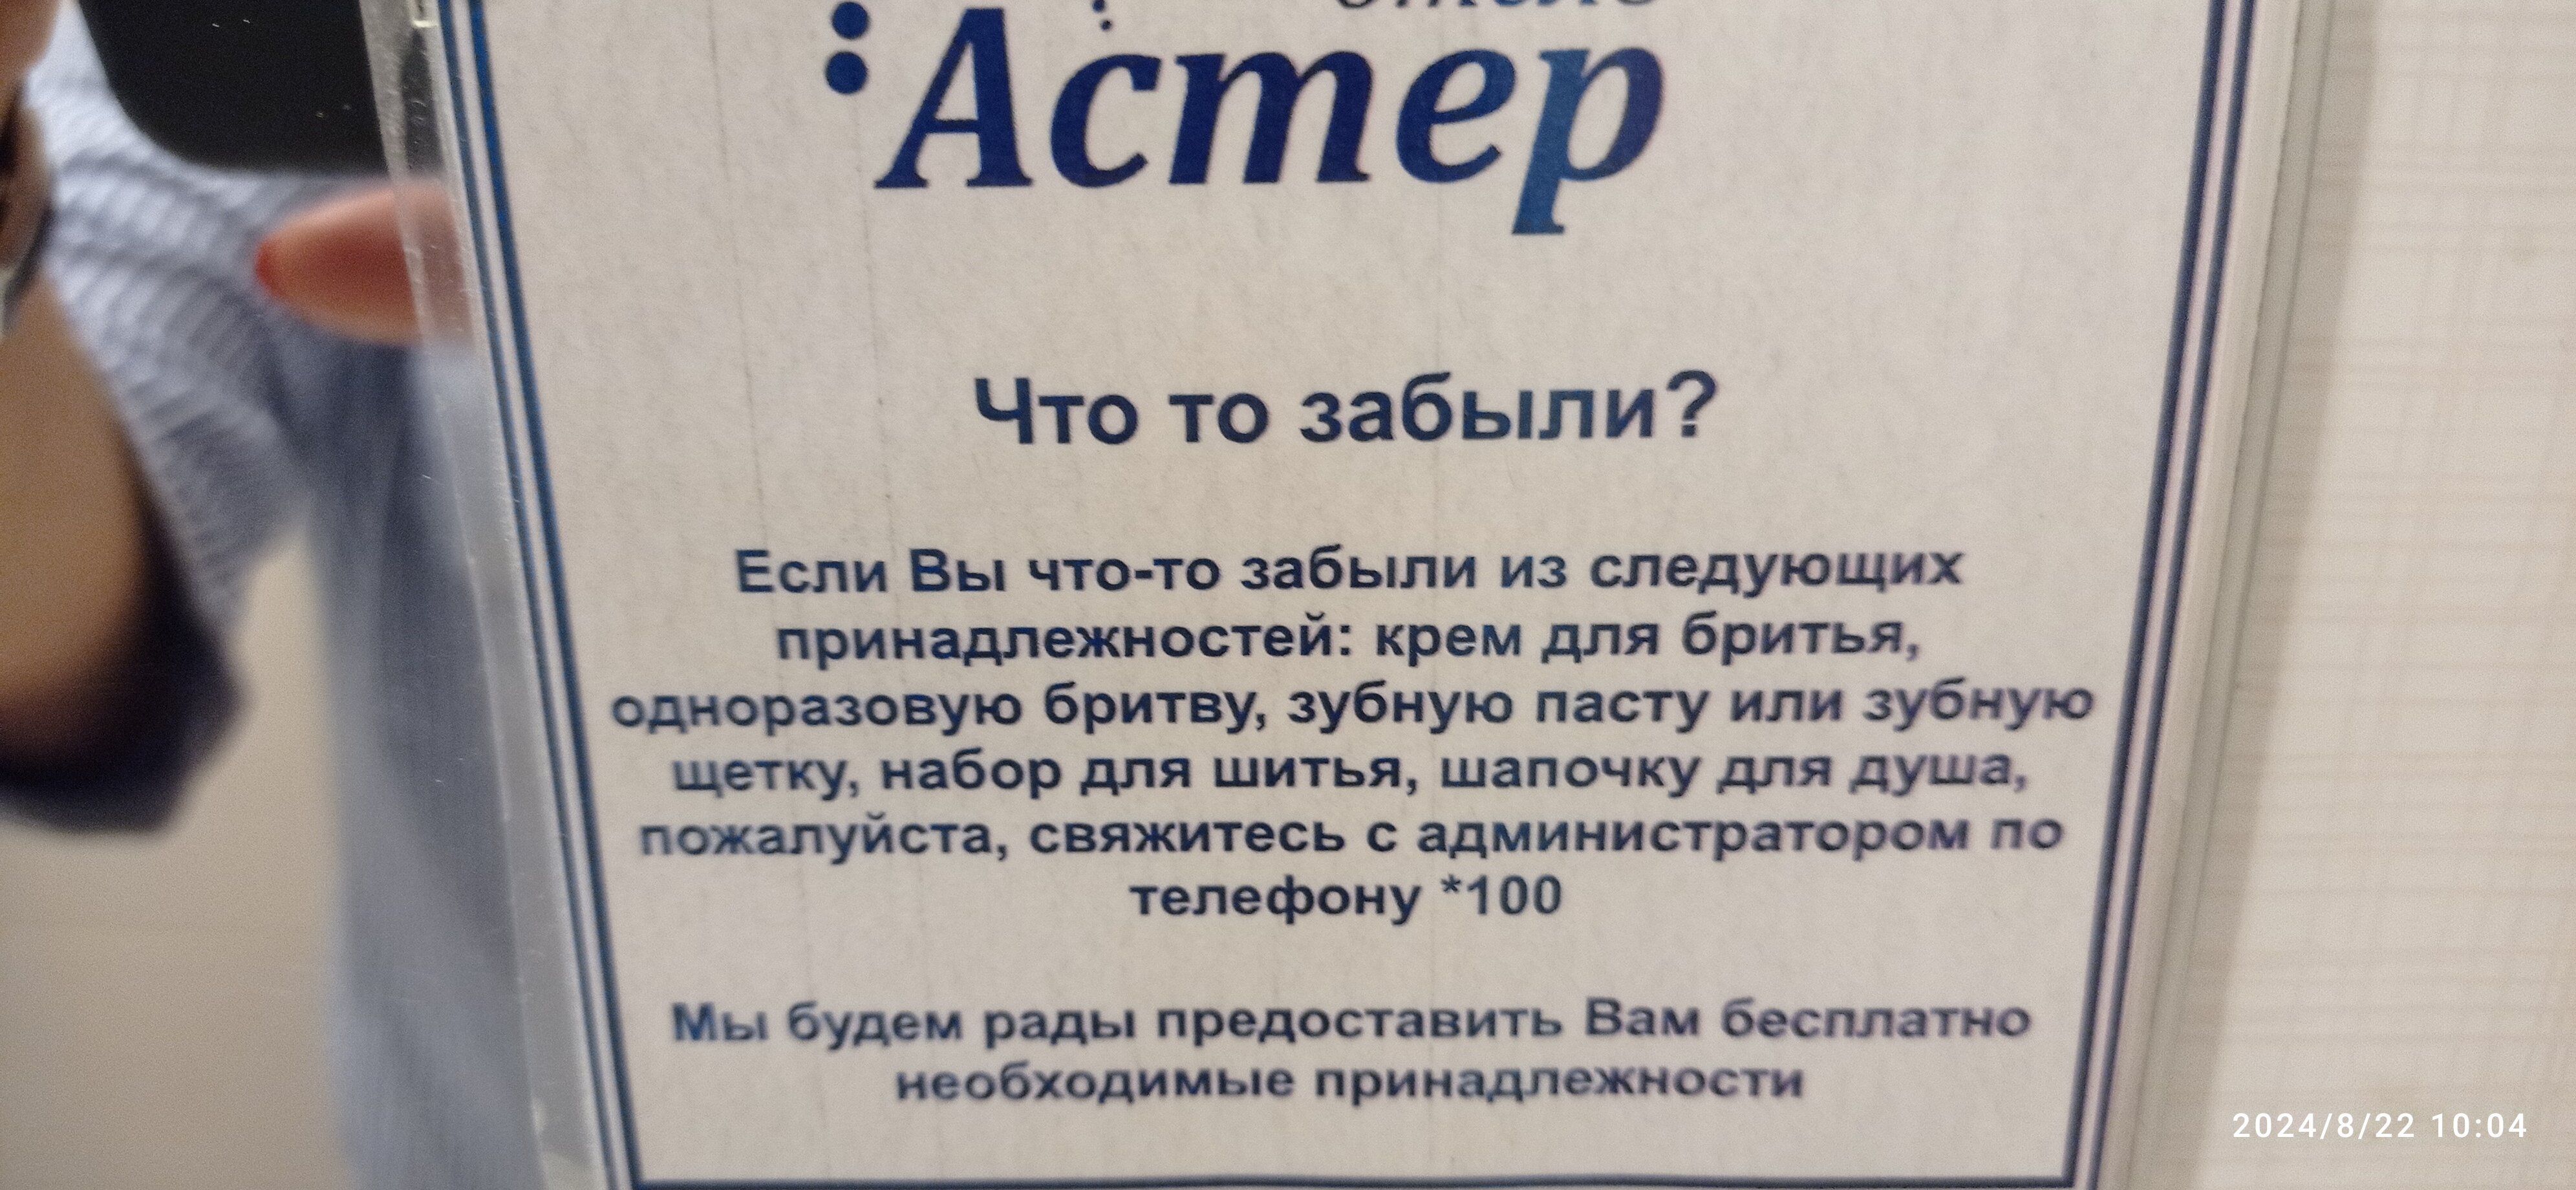 Астер
Что то забыли?
Если Вы что-то забыли из следующих
принадлежностей: крем для бритья,
одноразовую бритву, зубную пасту или зубную
щетку, набор для шитья, шапочку для душа,
пожалуйста, свяжитесь с администратором по
телефону *100
Мы будем рады предоставить Вам бесплатно
необходимые принадлежности
2024/8/22 10:04